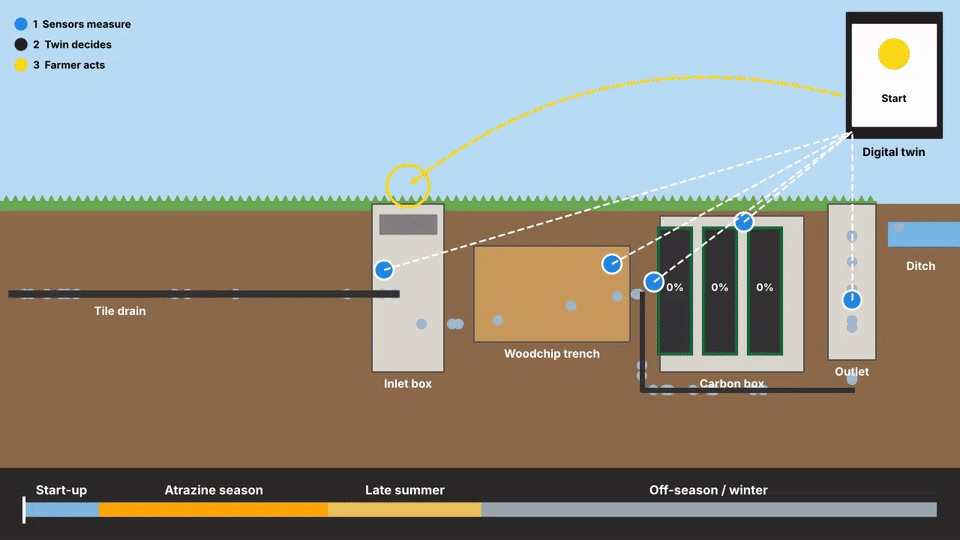 1 Sensors measure
2 Twin decides
3 Farmer acts
Start
Digital twin
0%
0%
0%
Ditch
Tile drain
Woodchip trench
Outlet
Inlet box
Carbon box
Start-up
Atrazine season
Late summer
Off-season / winter